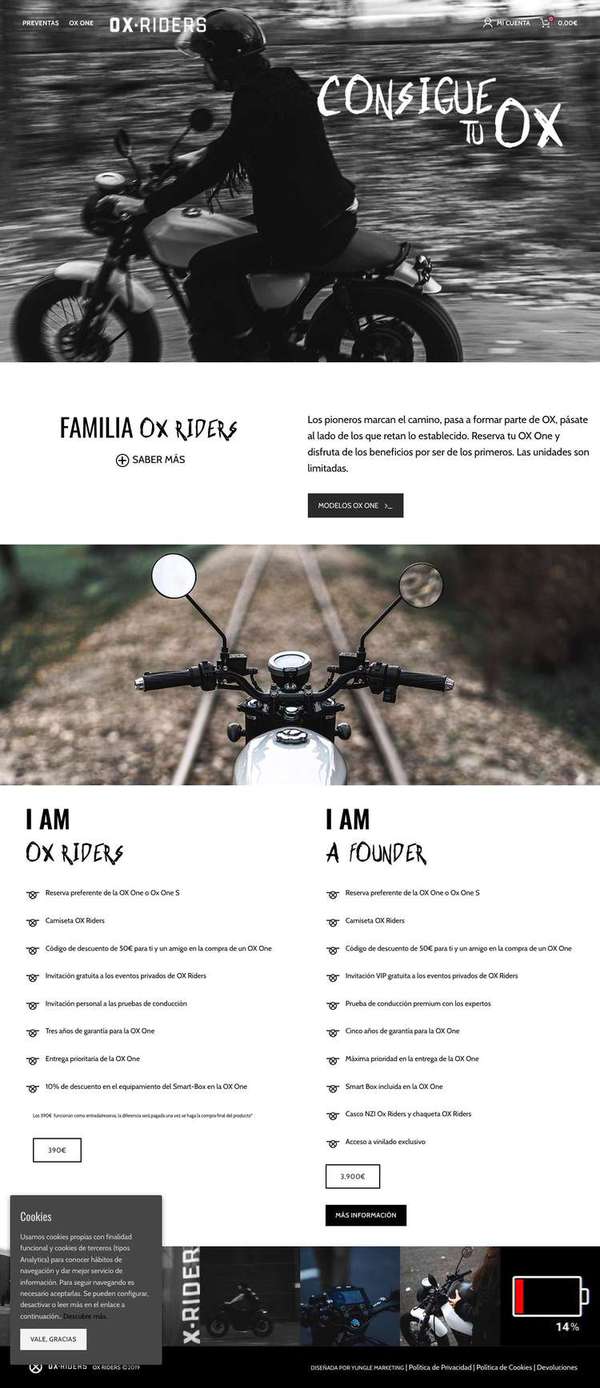 PREVENTAS OX ONE OX·RIDERS MI CUENTA 0,00€
CONSIGUE
TU OX
FAMILIA OX RIDERS
SABER MÁS
Los pioneros marcan el camino, pasa a formar parte de OX, pásate
al lado de los que retan lo establecido. Reserva tu OX One y
disfruta de los beneficios por ser de los primeros. Las unidades son
limitadas.
MODELOS OX ONE
I AM
OX RIDERS
Reserva preferente de la OX One o Ox One S
Camiseta OX Riders
Código de descuento de 50€ para ti y un amigo en la compra de un OX One
Invitación gratuita a los eventos privados de OX Riders
Invitación personal a las pruebas de conducción
Tres años de garantía para la OX One
Entrega prioritaria de la OX One
10% de descuento en el equipamiento del Smart-Box en la OX One
Los 390€ funcionan como entrada/reserva, la diferencia será pagada una vez se haga la compra final del producto*
390€
I AM
A FOUNDER
Reserva preferente de la OX One o Ox One S
Camiseta OX Riders
Código de descuento de 50€ para ti y un amigo en la compra de un OX One
Invitación VIP gratuita a los eventos privados de OX Riders
Prueba de conducción premium con los expertos
Cinco años de garantía para la OX One
Máxima prioridad en la entrega de la OX One
Smart Box incluida en la OX One
Casco NZI Ox Riders y chaqueta OX Riders
Acceso a vinilado exclusivo
3,900€
MÁS INFORMACIÓN
Cookies
Usamos cookies propias con finalidad
funcional y cookies de terceros (tipos
Analytics) para conocer hábitos de
navegación y dar mejor servicio de
información. Para seguir navegando es
necesario aceptarlas. Se pueden configurar,
desactivar o leer más en el enlace a
continuación. Descubre más.
VALE, GRACIAS
X-RIDERS
14%
OX·RIDERS OX RIDERS ©2019
DISEÑADA POR YUNGLE MARKETING | Política de Privacidad | Política de Cookies | Devoluciones